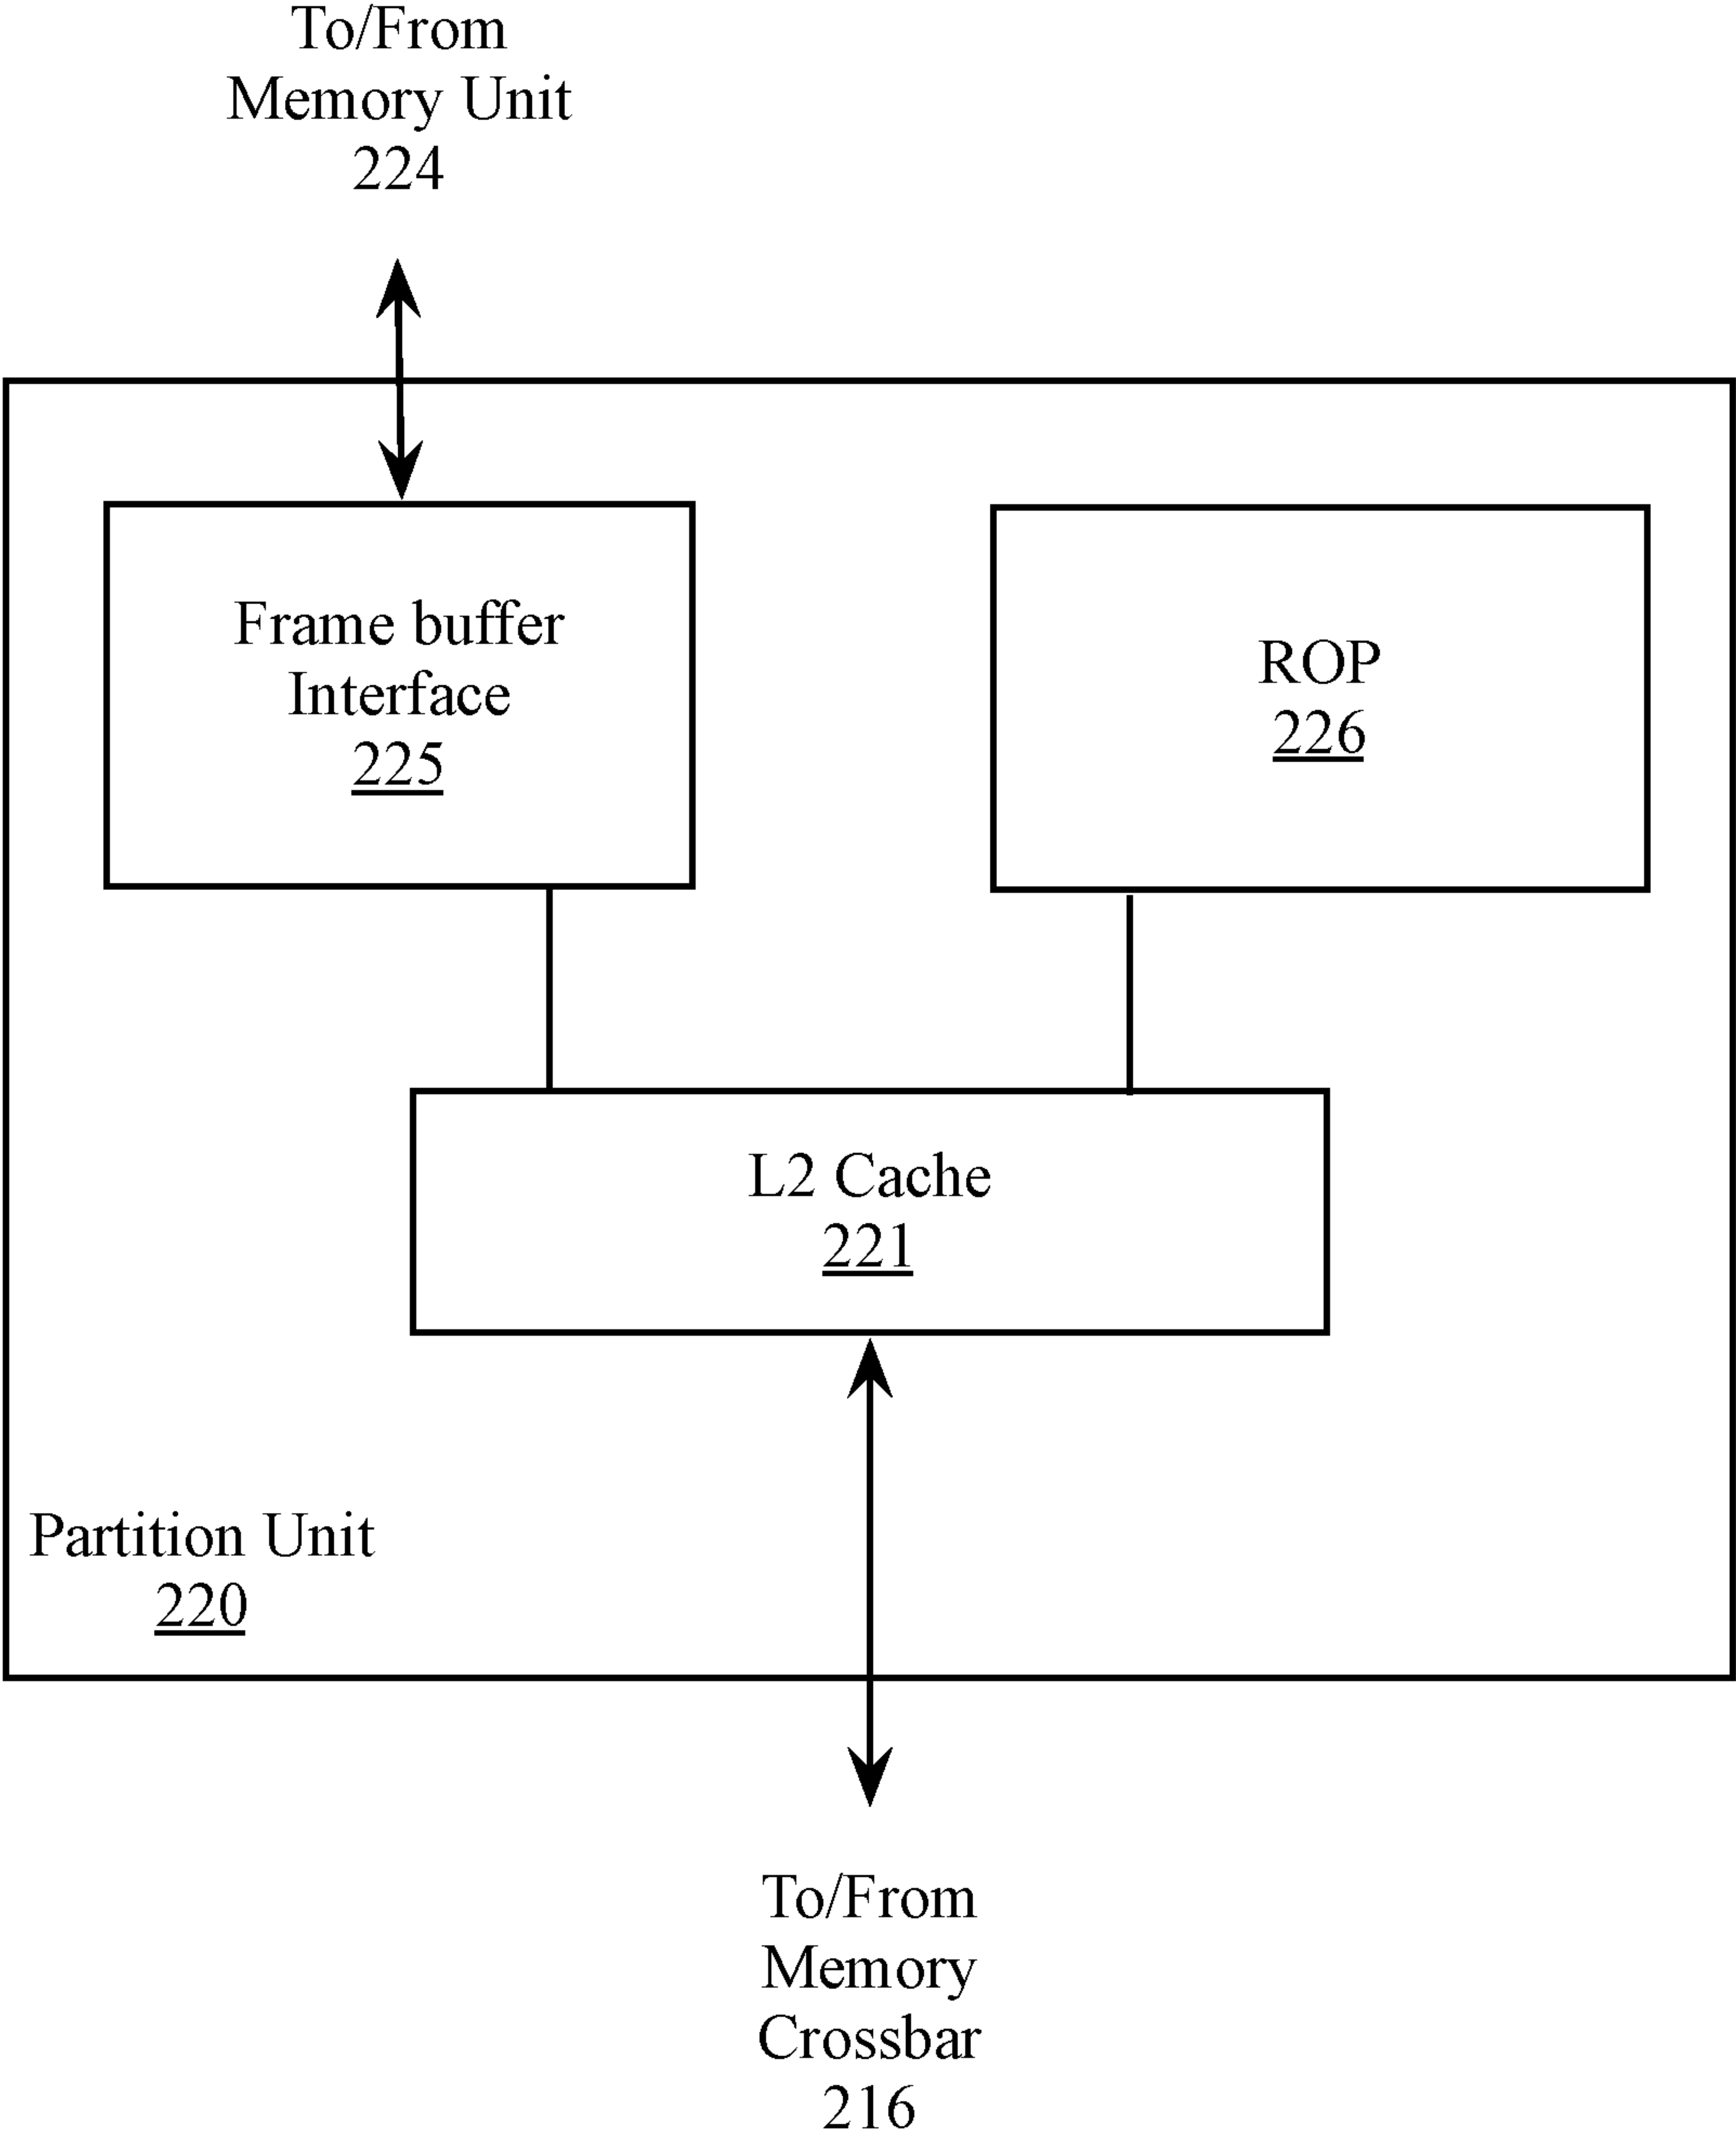 To/From
Memory Unit
224
Frame buffer
Interface
225
ROP
226
L2 Cache
221
Partition Unit
220
To/From
Memory
Crossbar
216